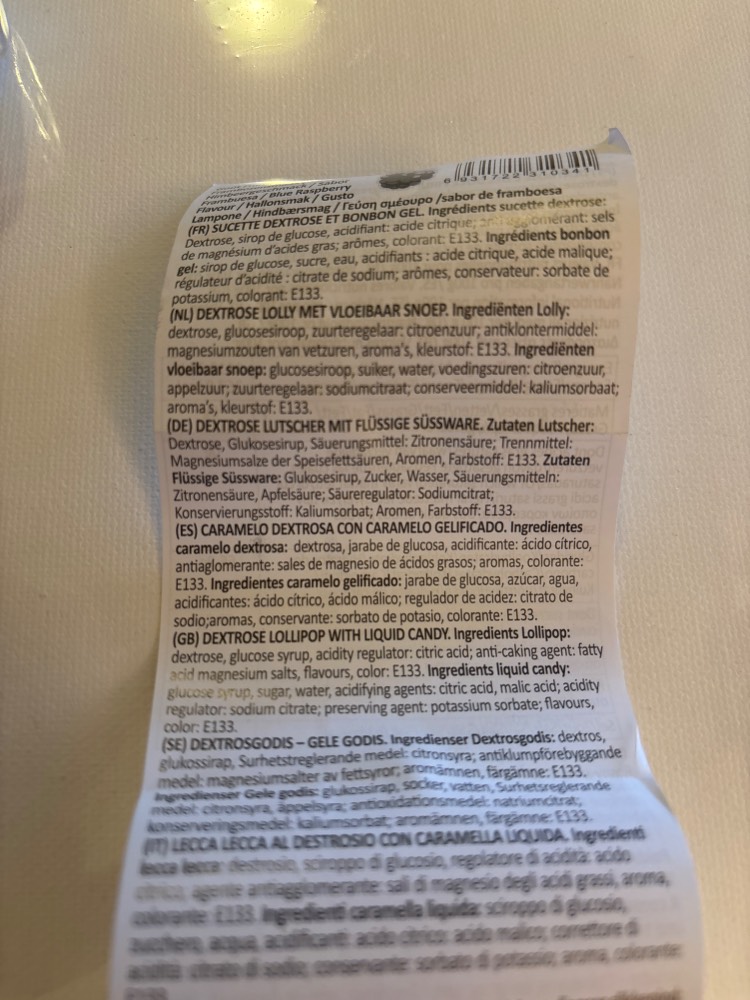 Himbeergeschmack / Sabor
Frambuesa / Blue Raspberry
Flavour / Hallonsmak / Gusto
Lampone / Hindbærsmag / Γεύση σμέουρο /sabor de framboesa
6 931722 310341
(FR) SUCETTE DEXTROSE ET BONBON GEL. Ingrédients sucette dextrose:
Dextrose, sirop de glucose, acidifiant: acide citrique; sels
de magnésium d'acides gras; arômes, colorant: E133. Ingrédients bonbon
gel: sirop de glucose, sucre, eau, acidifiants : acide citrique, acide malique;
régulateur d'acidité : citrate de sodium; arômes, conservateur: sorbate de
potassium, colorant: E133.
(NL) DEXTROSE LOLLY MET VLOEIBAAR SNOEP. Ingrediënten Lolly:
dextrose, glucosesiroop, zuurteregelaar: citroenzuur; antiklontermiddel:
magnesiumzouten van vetzuren, aroma's, kleurstof: E133. Ingrediënten
vloeibaar snoep: glucosesiroop, suiker, water, voedingszuren: citroenzuur,
appelzuur; zuurteregelaar: sodiumcitraat; conserveermiddel: kaliumsorbaat;
aroma's, kleurstof: E133.
(DE) DEXTROSE LUTSCHER MIT FLÜSSIGE SÜSSWARE. Zutaten Lutscher:
Dextrose, Glukosesirup, Säuerungsmittel: Zitronensäure; Trennmittel:
Magnesiumsalze der Speisefettsäuren, Aromen, Farbstoff: E133. Zutaten
Flüssige Süssware: Glukosesirup, Zucker, Wasser, Säuerungsmitteln:
Zitronensäure, Apfelsäure; Säureregulator: Sodiumcitrat;
Konservierungsstoff: Kaliumsorbat; Aromen, Farbstoff: E133.
(ES) CARAMELO DEXTROSA CON CARAMELO GELIFICADO. Ingredientes
caramelo dextrosa: dextrosa, jarabe de glucosa, acidificante: ácido cítrico,
antiaglomerante: sales de magnesio de ácidos grasos; aromas, colorante:
E133. Ingredientes caramelo gelificado: jarabe de glucosa, azúcar, agua,
acidificantes: ácido cítrico, ácido málico; regulador de acidez: citrato de
sodio;aromas, conservante: sorbato de potasio, colorante: E133.
(GB) DEXTROSE LOLLIPOP WITH LIQUID CANDY. Ingredients Lollipop:
dextrose, glucose syrup, acidity regulator: citric acid; anti-caking agent: fatty
acid magnesium salts, flavours, color: E133. Ingredients liquid candy:
glucose syrup, sugar, water, acidifying agents: citric acid, malic acid; acidity
regulator: sodium citrate; preserving agent: potassium sorbate; flavours,
color: E133.
(SE) DEXTROSGODIS – GELE GODIS. Ingredienser Dextrosgodis: dextros,
glukossirap, Surhetstreglerande medel: citronsyra; antiklumpförebyggande
medel: magnesiumsalter av fettsyror; aromämnen, färgämne: E133.
Ingredienser Gele godis: glukossirap, socker, vatten, Surhetsreglerande
medel: citronsyra, äppelsyra; antioxidationsmedel: natriumcitrat;
konserveringsmedel: kaliumsorbat; aromämnen, färgämne: E133.
(IT) LECCA LECCA AL DESTROSIO CON CARAMELLA LIQUIDA. Ingredienti
lecca lecca: destrosio, sciroppo di glucosio, regolatore di acidità: acido
citrico, agente antiagglomerante: sali di magnesio degli acidi grassi, aroma,
colorante: E133. Ingredienti caramella liquida: sciroppo di glucosio,
zucchero, acqua, acidificanti: acido citrico; acido malico; correttore di
acidità: citrato di sodio; conservante: sorbato di potassio; aroma, colorante:
E133.